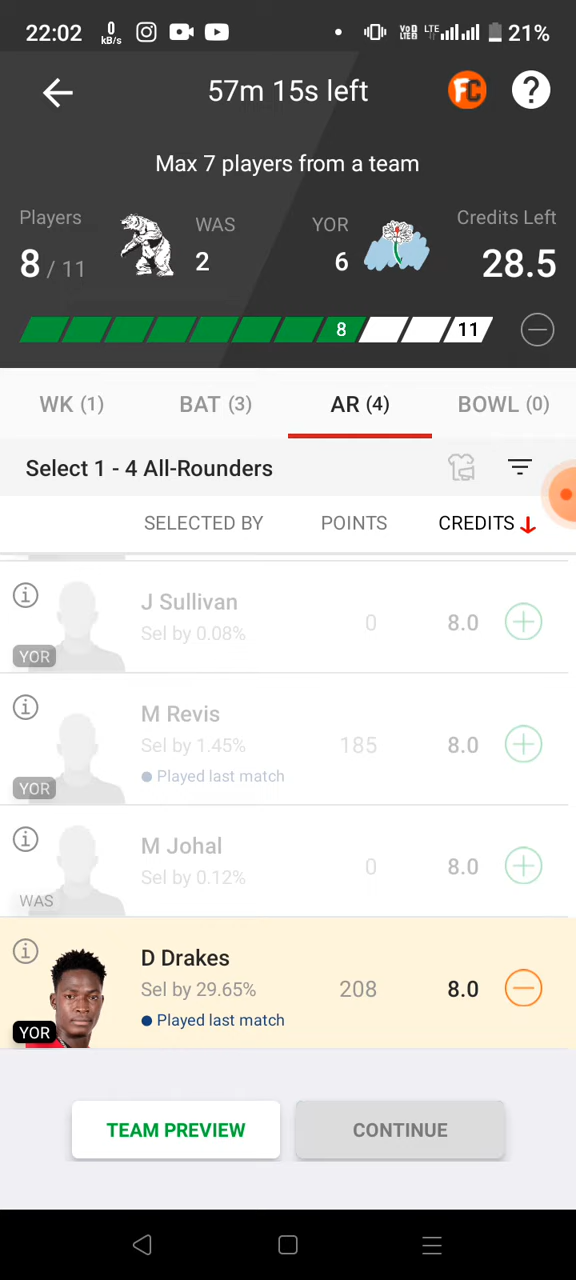 22:02 0 kB/s VoD LTE LTE 21%
57m 15s left FC ?
Max 7 players from a team
Players WAS YOR Credits Left
8 / 11 2 6 28.5
8 11
WK (1) BAT (3) AR (4) BOWL (0)
Select 1 - 4 All-Rounders
SELECTED BY POINTS CREDITS
J Sullivan
Sel by 0.08% 0 8.0
YOR
M Revis
Sel by 1.45% 185 8.0
Played last match
YOR
M Johal
Sel by 0.12% 0 8.0
WAS
D Drakes
Sel by 29.65% 208 8.0
Played last match
YOR
TEAM PREVIEW CONTINUE